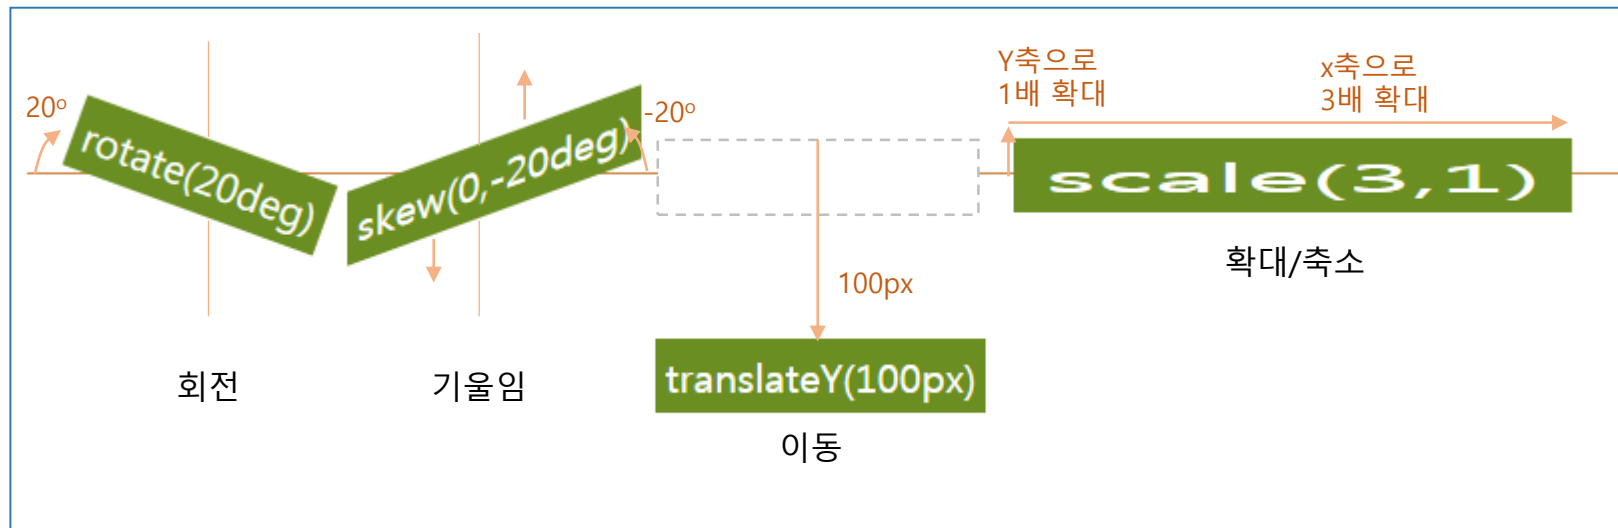 20º
rotate(20deg)
회전
skew(0,-20deg)
-20º
기울임
100px
translateY(100px)
이동
Y축으로
1배 확대
x축으로
3배 확대
scale(3,1)
확대/축소